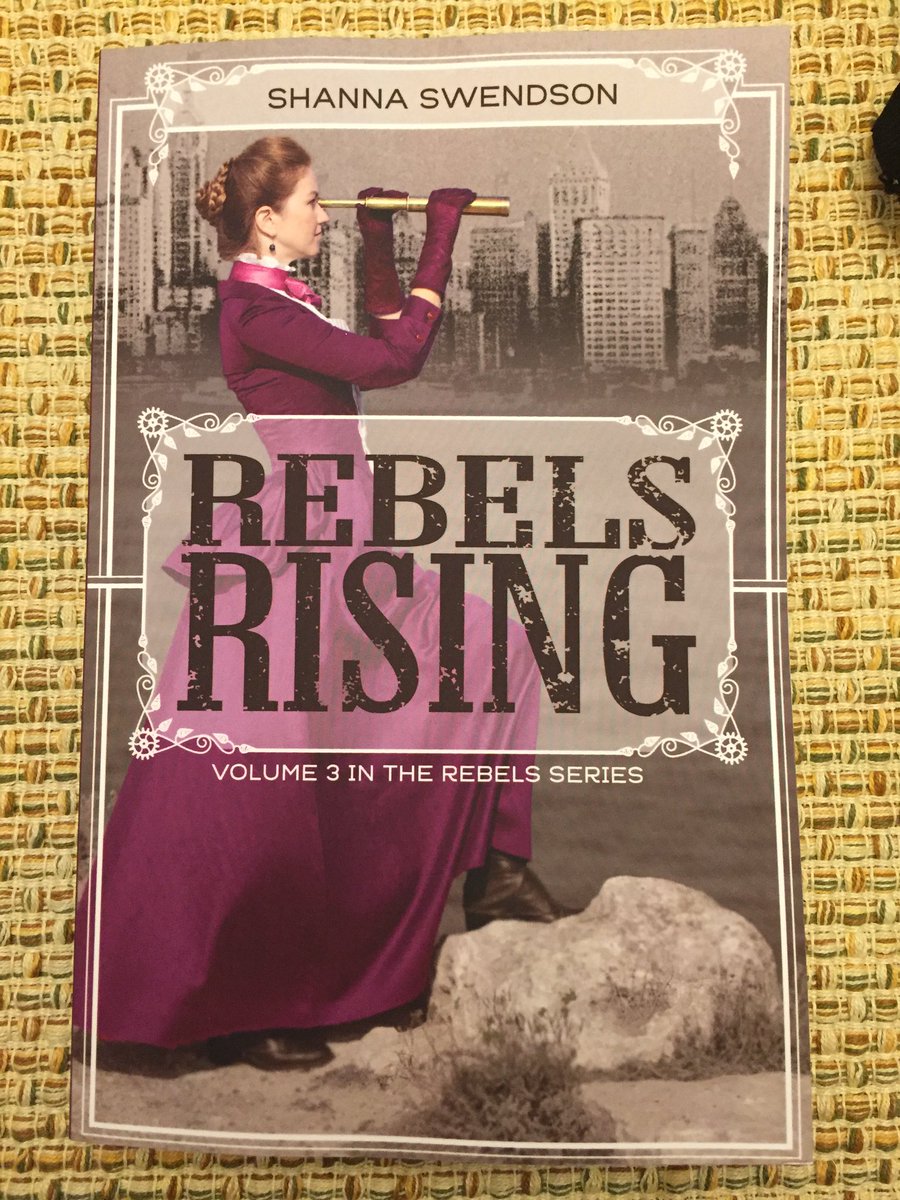 SHANNA SWENDSON
REBELS
RISING
VOLUME 3 IN THE REBELS SERIES